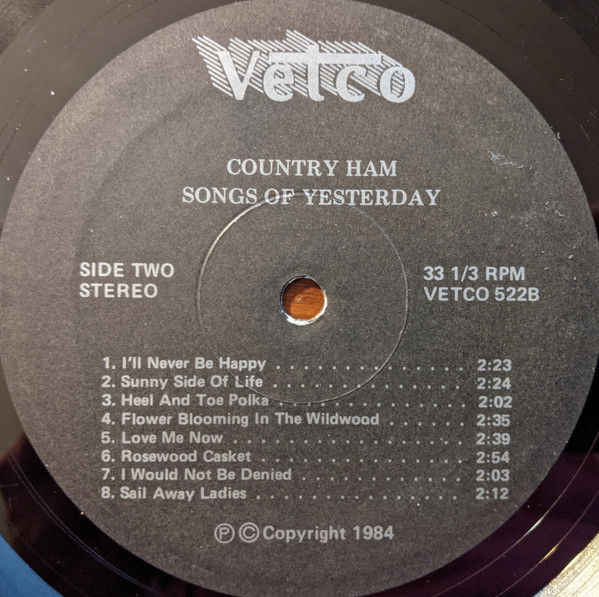 Vetco
COUNTRY HAM
SONGS OF YESTERDAY
SIDE TWO
STEREO
33 1/3 RPM
VETCO 522B
1. I'll Never Be Happy . . . . . . . . . . . . . . 2:23
2. Sunny Side Of Life . . . . . . . . . . . . . . 2:24
3. Heel And Toe Polka . . . . . . . . . . . . . . 2:02
4. Flower Blooming In The Wildwood . . . . . . 2:35
5. Love Me Now . . . . . . . . . . . . . . . . . 2:39
6. Rosewood Casket . . . . . . . . . . . . . . . 2:54
7. I Would Not Be Denied . . . . . . . . . . . . 2:03
8. Sail Away Ladies . . . . . . . . . . . . . . . 2:12
℗ © Copyright 1984